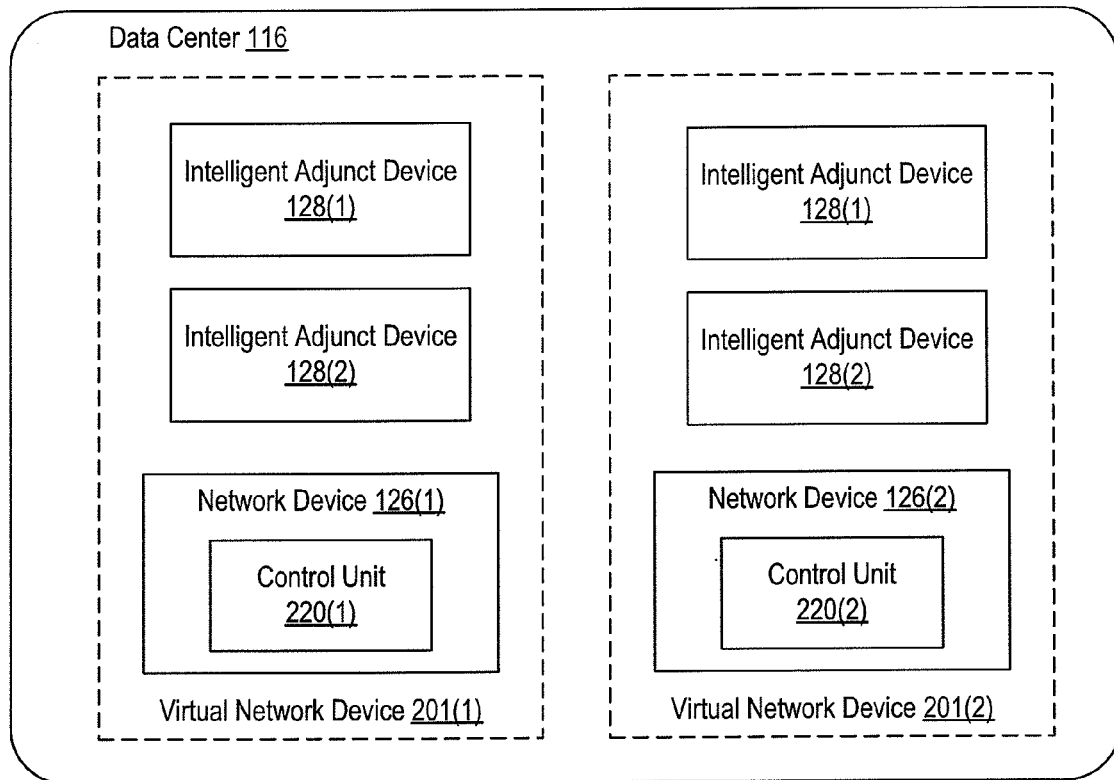 Data Center 116
Intelligent Adjunct Device
128(1)
Intelligent Adjunct Device
128(2)
Network Device 126(1)
Control Unit
220(1)
Virtual Network Device 201(1)
Intelligent Adjunct Device
128(1)
Intelligent Adjunct Device
128(2)
Network Device 126(2)
Control Unit
220(2)
Virtual Network Device 201(2)